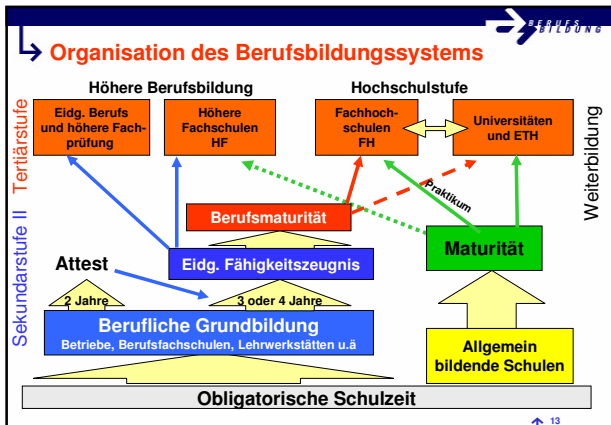 BERUFS
BILDUNG
Organisation des Berufsbildungssystems
Höhere Berufsbildung
Hochschulstufe
Eidg. Berufs
und höhere Fach-
prüfung
Höhere
Fachschulen
HF
Fachhoch-
schulen
FH
Universitäten
und ETH
Tertiärstufe
Weiterbildung
Praktikum
Berufsmaturität
Maturität
Sekundarstufe II
Attest
Eidg. Fähigkeitszeugnis
2 Jahre
3 oder 4 Jahre
Berufliche Grundbildung
Betriebe, Berufsfachschulen, Lehrwerkstätten u.ä
Allgemein
bildende Schulen
Obligatorische Schulzeit
13